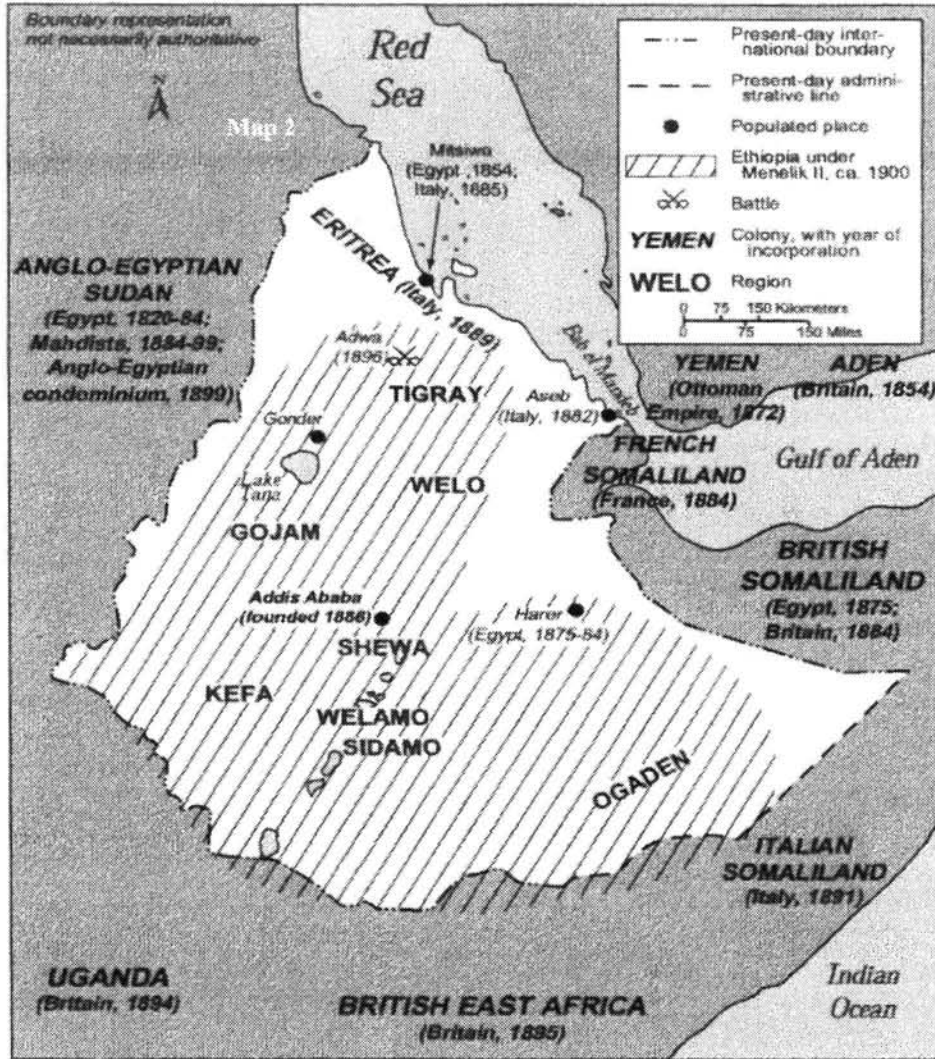 Boundary representation
not necessarily authoritative
N
Map 2
Red
Sea
Mitsiwa
(Egypt ,1854;
Italy, 1885)
Present-day inter-
national boundary
Present-day admini-
strative line
Populated place
Ethiopia under
Menelik II, ca. 1900
Battle
YEMEN
Colony, with year of
incorporation
WELO
Region
0 75 150 Kilometers
0 75 150 Miles
ANGLO-EGYPTIAN
SUDAN
(Egypt, 1820-84;
Mahdists, 1884-99;
Anglo-Egyptian
condominium, 1899)
ERITREA (Italy, 1889)
Adwa
(1896)
TIGRAY
Bab el Mandeb
Aseb
(Italy, 1882)
YEMEN
(Ottoman
Empire, 1872)
ADEN
(Britain, 1854)
Gonder
Lake
Tana
WELO
FRENCH
SOMALILAND
(France, 1884)
Gulf of Aden
GOJAM
BRITISH
SOMALILAND
(Egypt, 1875;
Britain, 1884)
Addis Ababa
(founded 1886)
Harer
(Egypt, 1875-84)
SHEWA
KEFA
WELAMO
SIDAMO
OGADEN
ITALIAN
SOMALILAND
(Italy, 1891)
UGANDA
(Britain, 1894)
BRITISH EAST AFRICA
(Britain, 1895)
Indian
Ocean